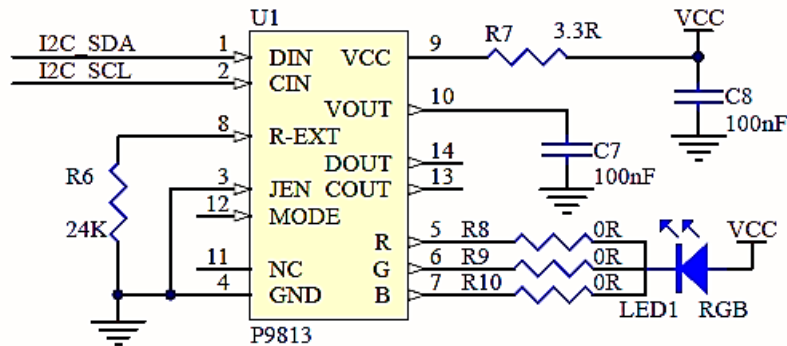 U1
I2C_SDA 1 DIN VCC 9 R7 3.3R VCC
I2C_SCL 2 CIN
VOUT 10 C8
100nF
8 R-EXT
DOUT 14 C7
R6 3 JEN COUT 13 100nF
24K 12 MODE
R 5 R8 0R VCC
11 NC G 6 R9 0R
4 GND B 7 R10 0R
LED1 RGB
P9813